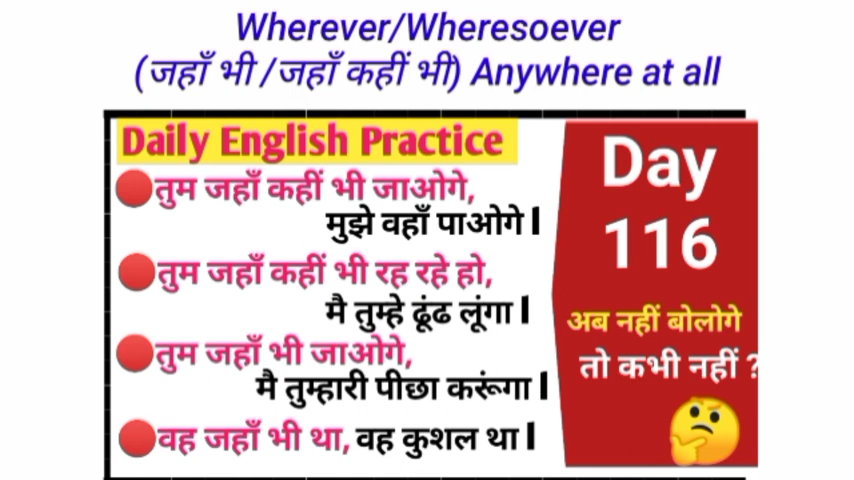 Wherever/Wheresoever
(जहाँ भी/जहाँ कहीं भी) Anywhere at all
Daily English Practice
तुम जहाँ कहीं भी जाओगे,
मुझे वहाँ पाओगे l
तुम जहाँ कहीं भी रह रहे हो,
मै तुम्हे ढूंढ लूंगा l
तुम जहाँ भी जाओगे,
मै तुम्हारी पीछा करूंगा l
वह जहाँ भी था, वह कुशल था l
Day
116
अब नहीं बोलोगे
तो कभी नहीं ?